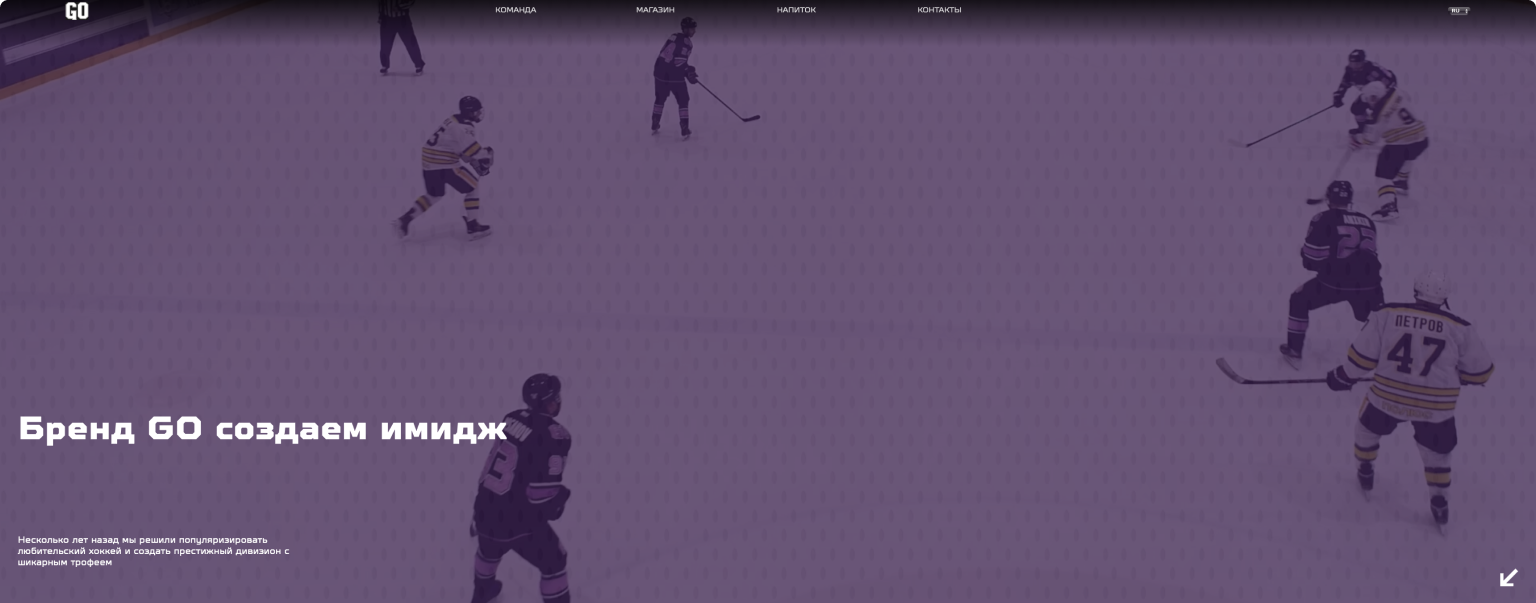 GO
КОМАНДА
МАГАЗИН
НАПИТОК
КОНТАКТЫ
RU
ПЕТРОВ
47
Бренд GO создаем имидж
Несколько лет назад мы решили популяризировать
любительский хоккей и создать престижный дивизион с
шикарным трофеем